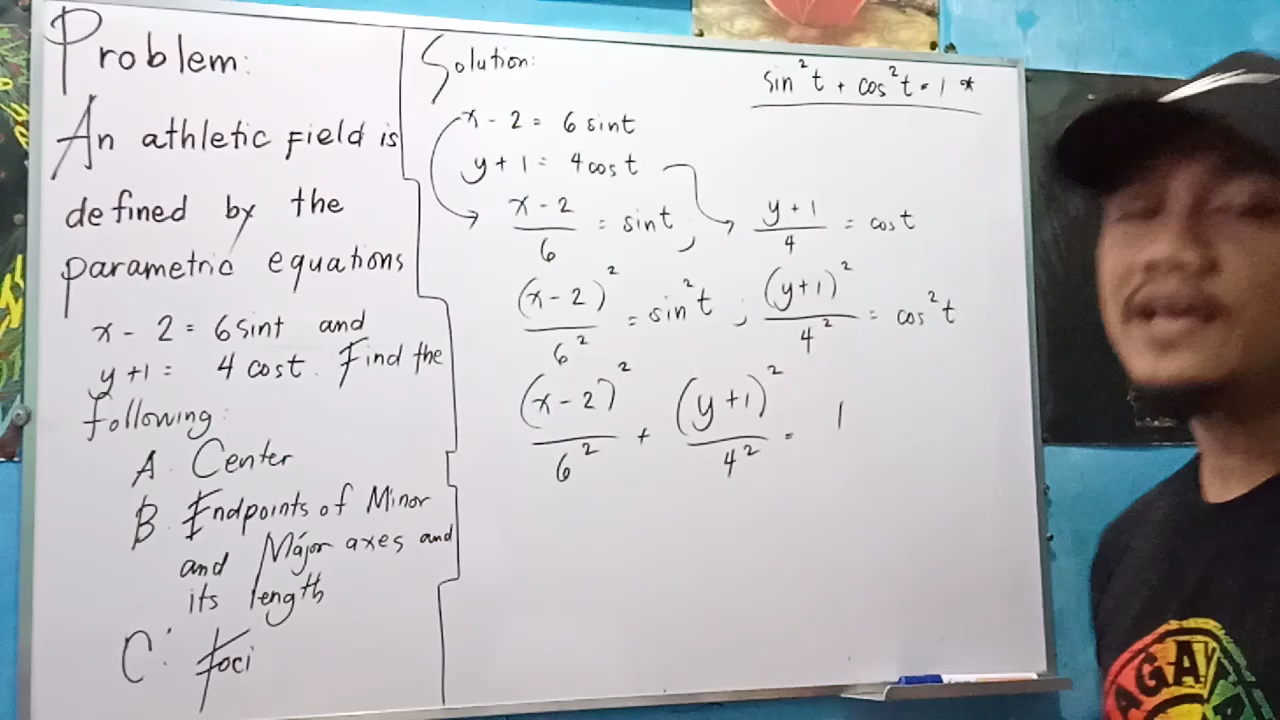 Problem:
An athletic field is
defined by the
parametric equations
x - 2 = 6 sint and
y + 1 = 4 cost. Find the
following:
A. Center
B. Endpoints of Minor
and Major axes and
its length
C. Foci
Solution:
sin²t + cos²t = 1 *
x - 2 = 6 sint
y + 1 = 4 cost
(x - 2)/6 = sint ; (y + 1)/4 = cost
(x - 2)²/6² = sin²t ; (y + 1)²/4² = cos²t
(x - 2)²/6² + (y + 1)²/4² = 1